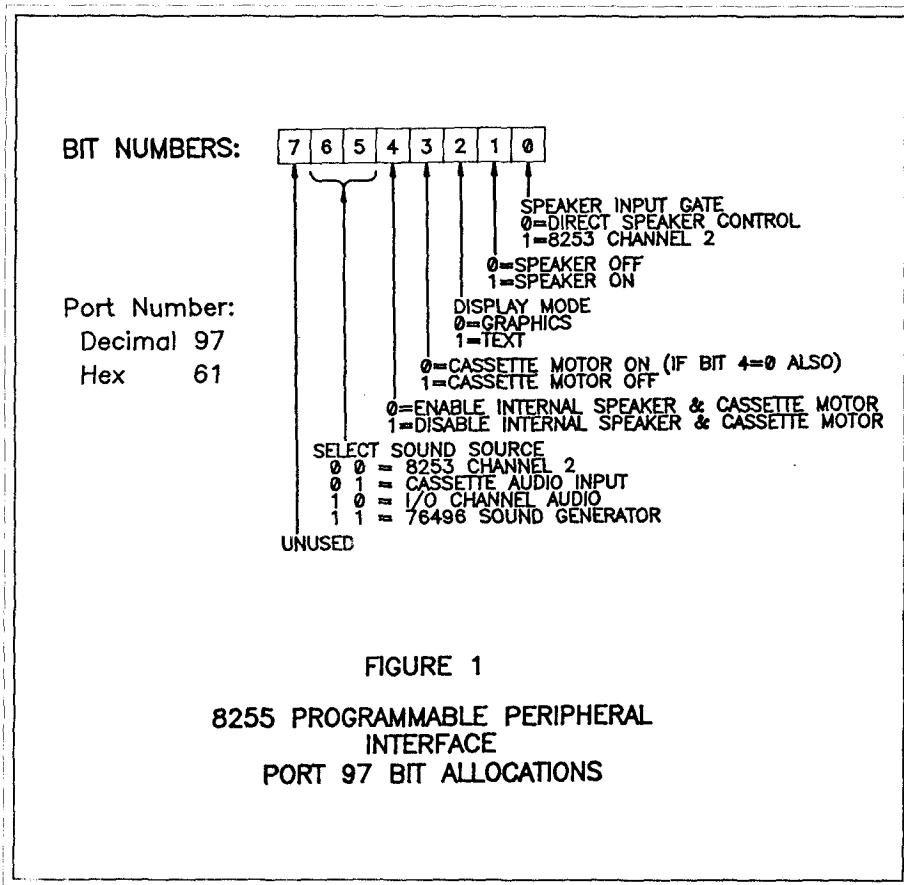 BIT NUMBERS: 7 6 5 4 3 2 1 0
SPEAKER INPUT GATE
0=DIRECT SPEAKER CONTROL
1=8253 CHANNEL 2
0=SPEAKER OFF
1=SPEAKER ON
Port Number:
Decimal 97
Hex 61
DISPLAY MODE
0=GRAPHICS
1=TEXT
0=CASSETTE MOTOR ON (IF BIT 4=0 ALSO)
1=CASSETTE MOTOR OFF
0=ENABLE INTERNAL SPEAKER & CASSETTE MOTOR
1=DISABLE INTERNAL SPEAKER & CASSETTE MOTOR
SELECT SOUND SOURCE
0 0 = 8253 CHANNEL 2
0 1 = CASSETTE AUDIO INPUT
1 0 = I/O CHANNEL AUDIO
1 1 = 76496 SOUND GENERATOR
UNUSED
FIGURE 1
8255 PROGRAMMABLE PERIPHERAL
INTERFACE
PORT 97 BIT ALLOCATIONS